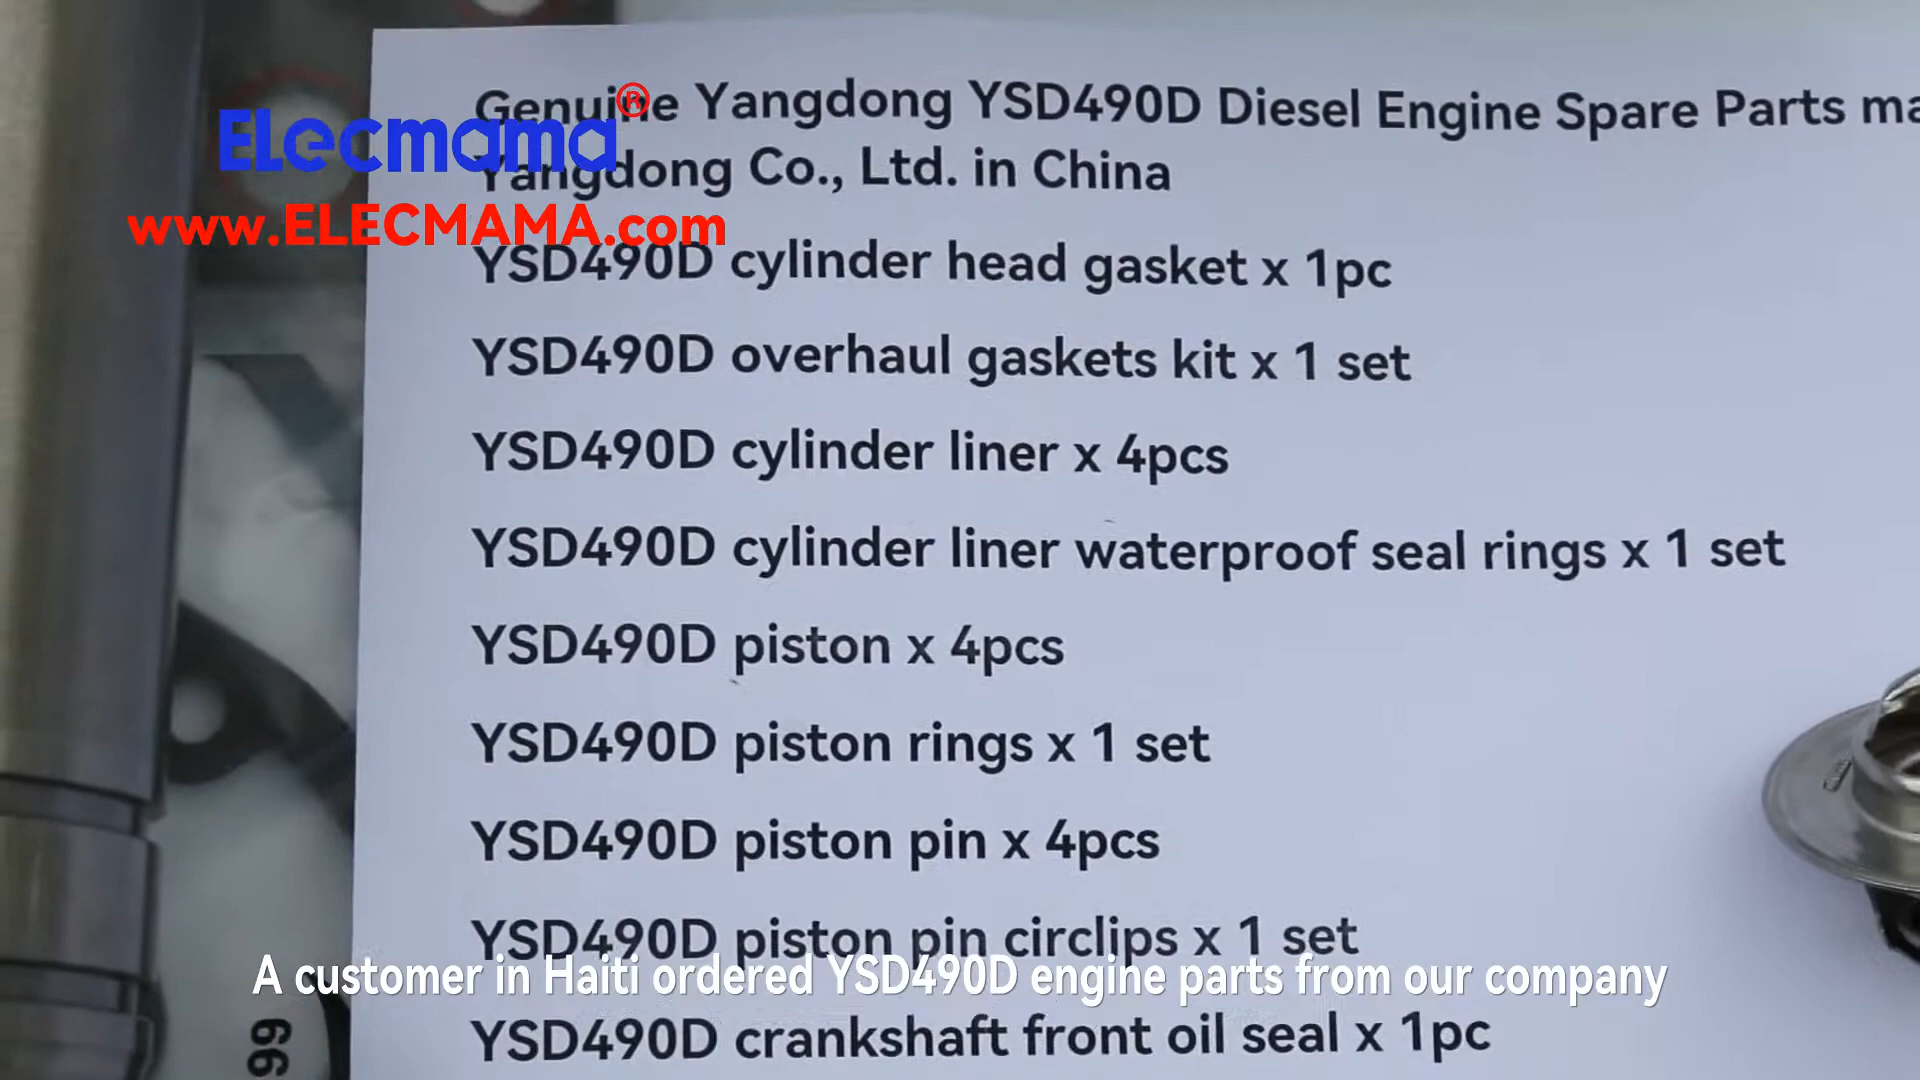 Genuine Yangdong YSD490D Diesel Engine Spare Parts
Elecmama®
Yangdong Co., Ltd. in China
www.ELECMAMA.com
YSD490D cylinder head gasket x 1pc
YSD490D overhaul gaskets kit x 1 set
YSD490D cylinder liner x 4pcs
YSD490D cylinder liner waterproof seal rings x 1 set
YSD490D piston x 4pcs
YSD490D piston rings x 1 set
YSD490D piston pin x 4pcs
YSD490D piston pin circlips x 1 set
A customer in Haiti ordered YSD490D engine parts from our company
YSD490D crankshaft front oil seal x 1pc
99